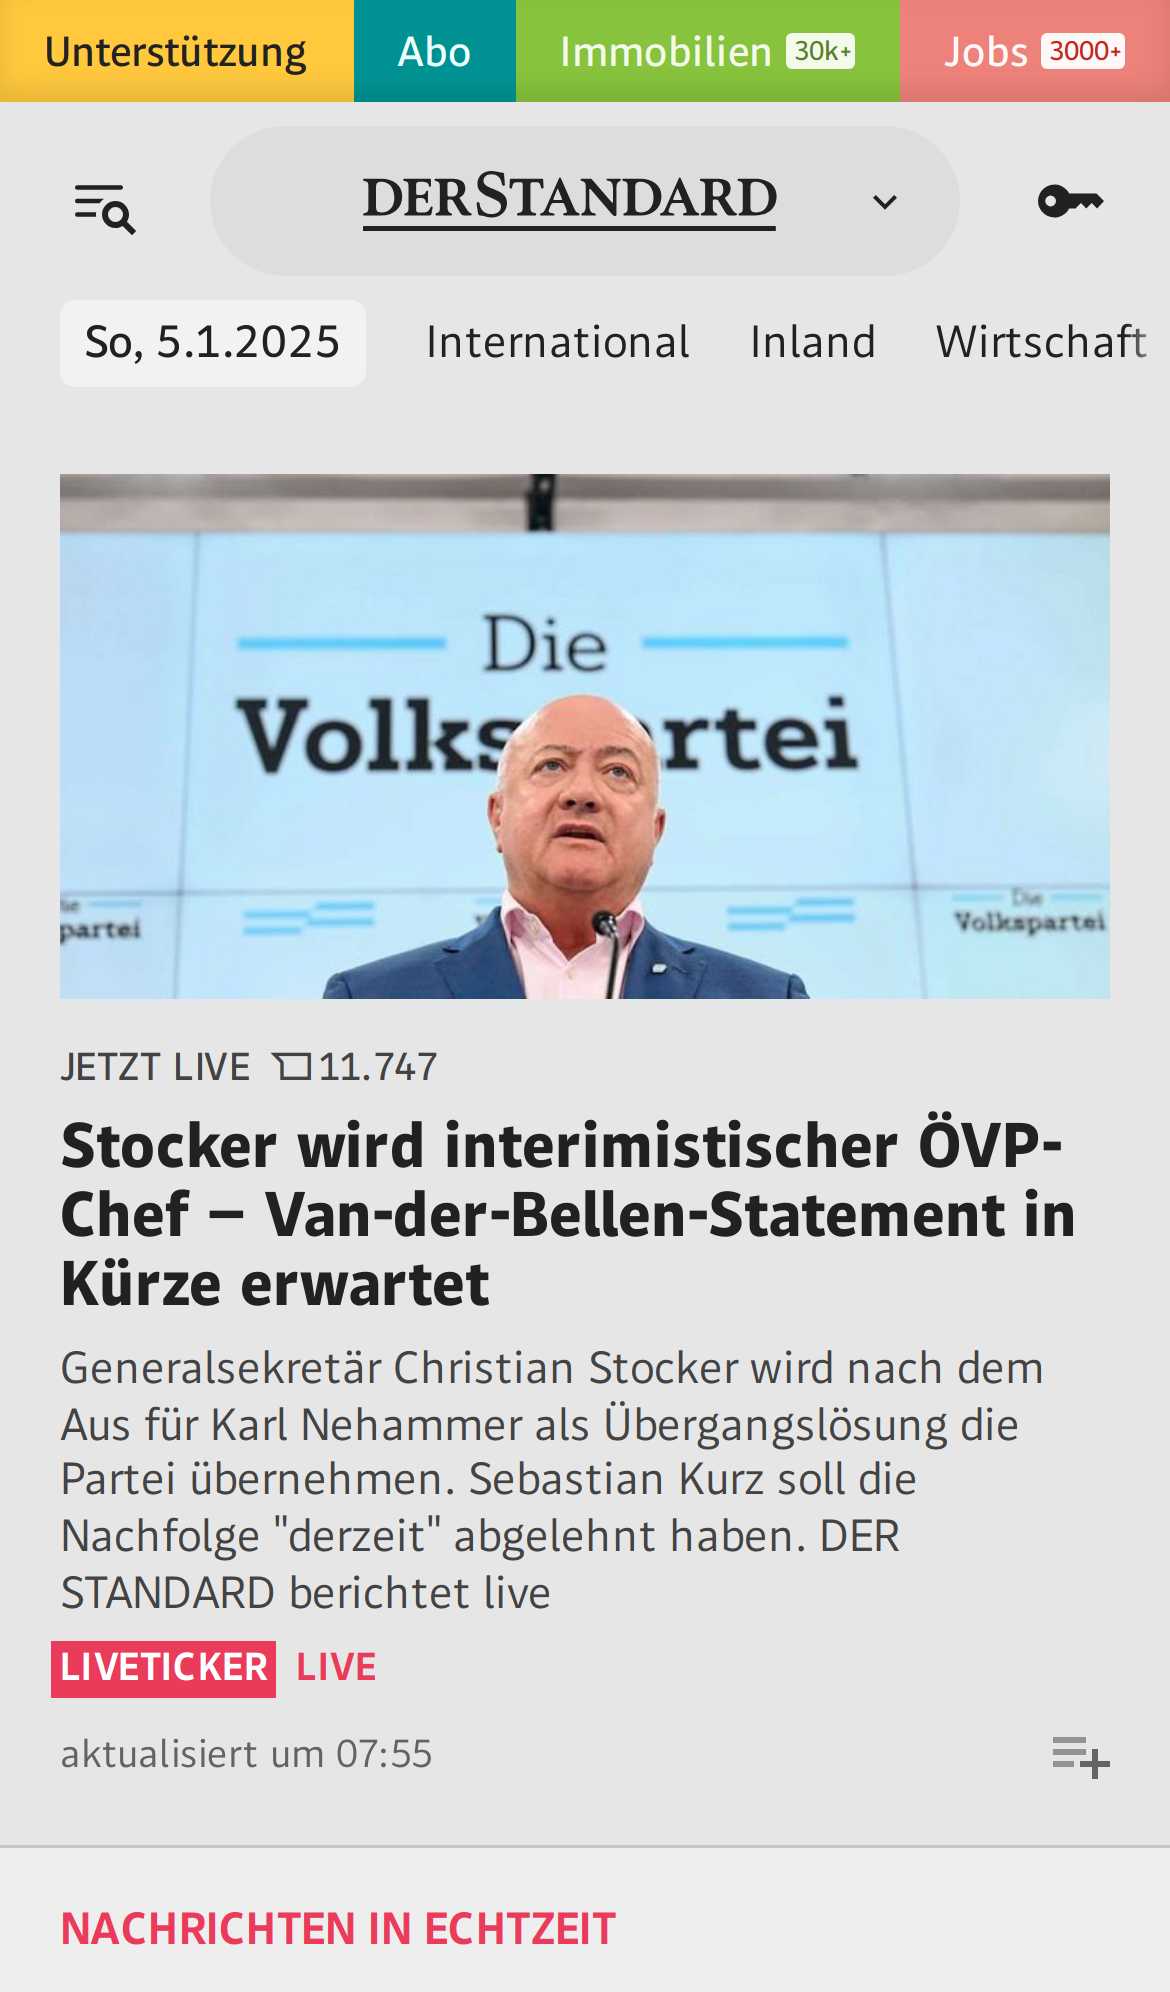 Unterstützung Abo Immobilien 30k+ Jobs 3000+
DER STANDARD
So, 5.1.2025 International Inland Wirtschaft
Die
Volks rtei
partei
Die
Volkspartei
JETZT LIVE 11.747
Stocker wird interimistischer ÖVP-
Chef – Van-der-Bellen-Statement in
Kürze erwartet
Generalsekretär Christian Stocker wird nach dem
Aus für Karl Nehammer als Übergangslösung die
Partei übernehmen. Sebastian Kurz soll die
Nachfolge "derzeit" abgelehnt haben. DER
STANDARD berichtet live
LIVETICKER LIVE
aktualisiert um 07:55
NACHRICHTEN IN ECHTZEIT